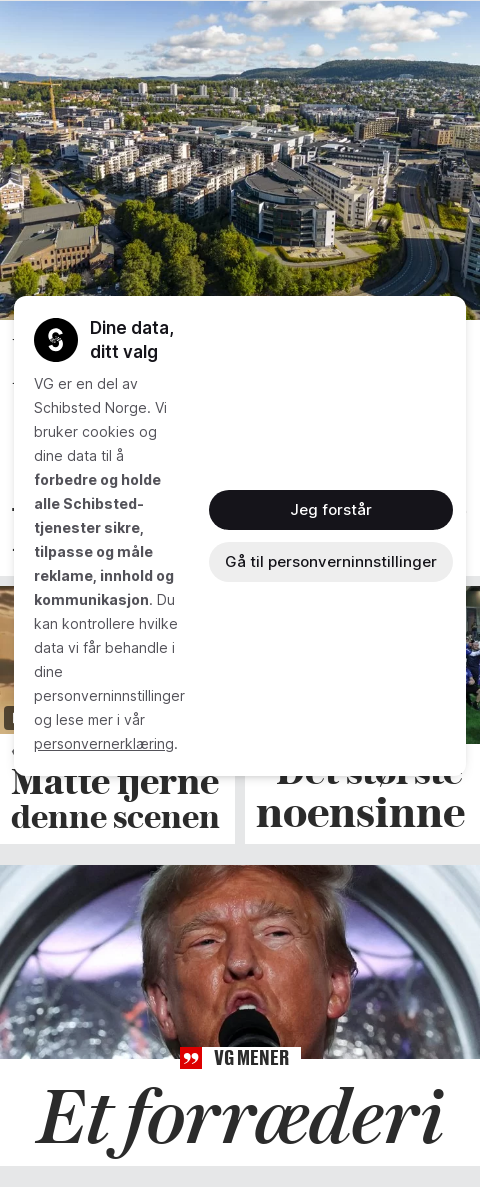 Dine data,
ditt valg
VG er en del av
Schibsted Norge. Vi
bruker cookies og
dine data til å
forbedre og holde
alle Schibsted-
tjenester sikre,
tilpasse og måle
reklame, innhold og
kommunikasjon. Du
kan kontrollere hvilke
data vi får behandle i
dine
personverninnstillinger
og lese mer i vår
personvernerklæring.
Jeg forstår
Gå til personverninnstillinger
Måtte fjerne
denne scenen
Det største
noensinne
VG MENER
Et forræderi